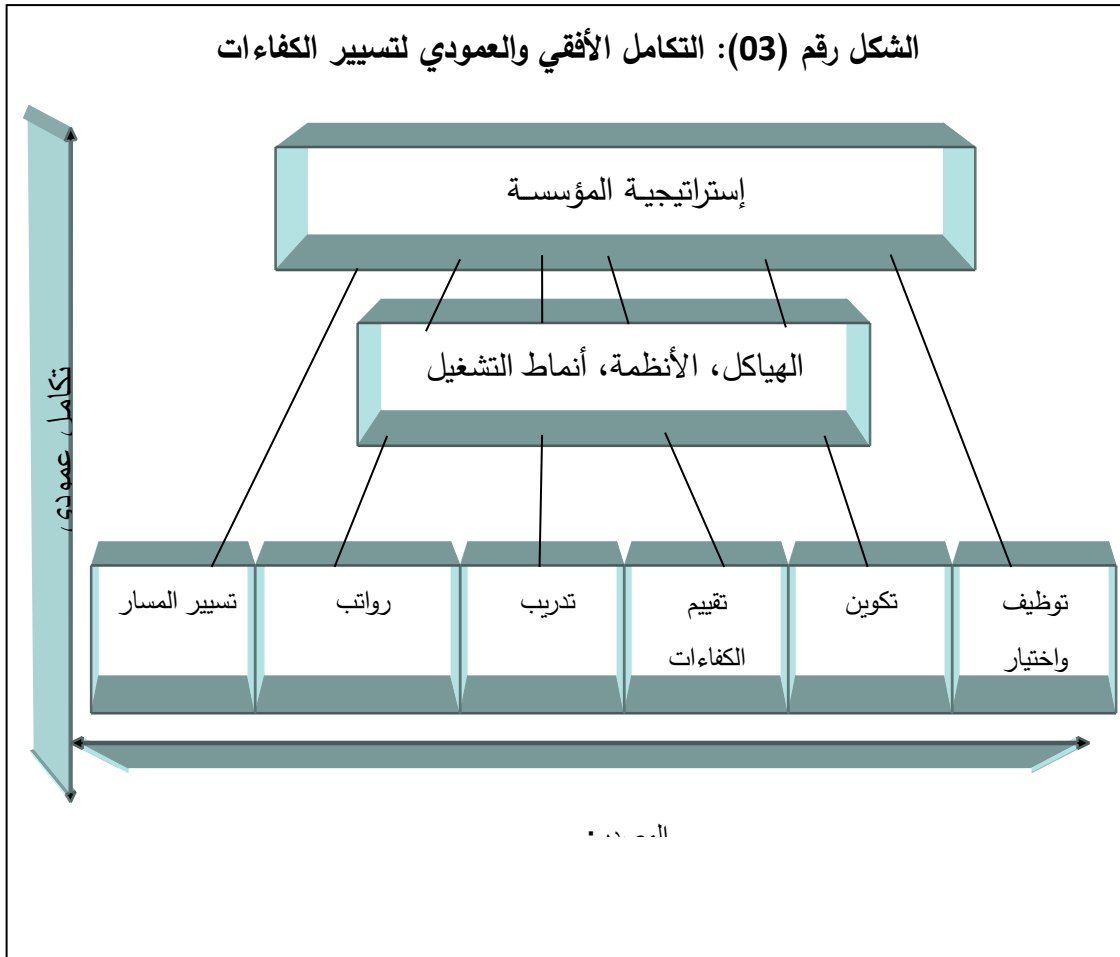 الشكل رقم (03): التكامل الأفقي والعمودي لتسيير الكفاءات
إستراتيجية المؤسسة
الهياكل، الأنظمة، أنماط التشغيل
توظيف
واختيار
تكوين
تقييم
الكفاءات
تدريب
رواتب
تسيير المسار
تكامل عمودي